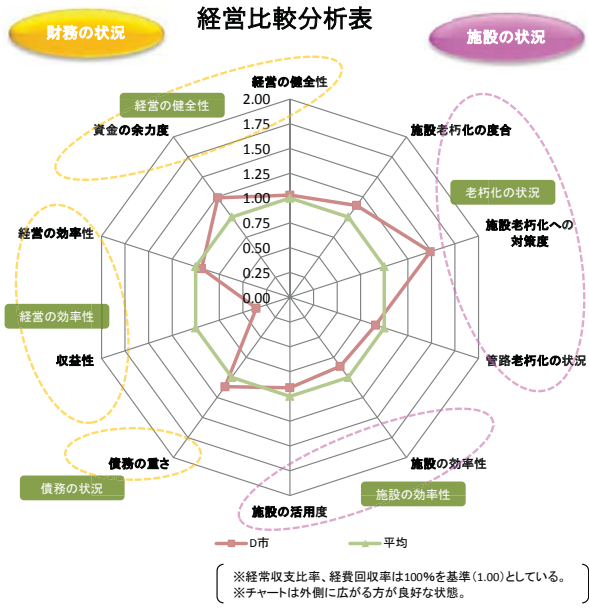 経営比較分析表
財務の状況
施設の状況
経営の健全性
経営の健全性
資金の余力度
施設老朽化の度合
老朽化の状況
施設老朽化への
対策度
経営の効率性
経営の効率性
収益性
管路老朽化の状況
債務の重さ
債務の状況
施設の効率性
施設の効率性
施設の活用度
2.00
1.75
1.50
1.25
1.00
0.75
0.50
0.25
0.00
D市
平均
※経常収支比率、経費回収率は100%を基準(1.00)としている。
※チャートは外側に広がる方が良好な状態。